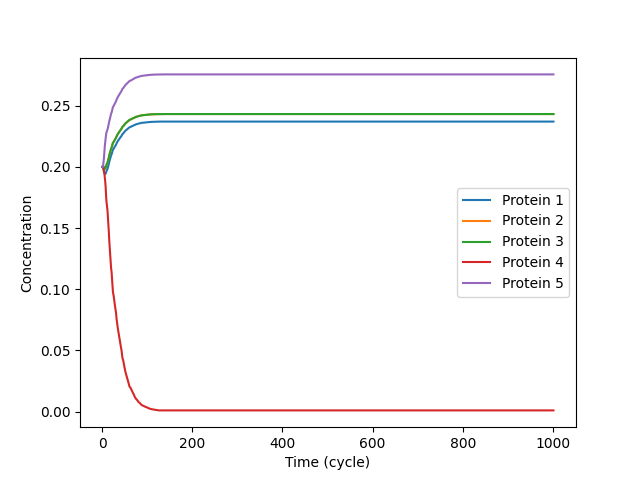 0.25
0.20
0.15
0.10
0.05
0.00
Concentration
0 200 400 600 800 1000
Time (cycle)
Protein 1
Protein 2
Protein 3
Protein 4
Protein 5